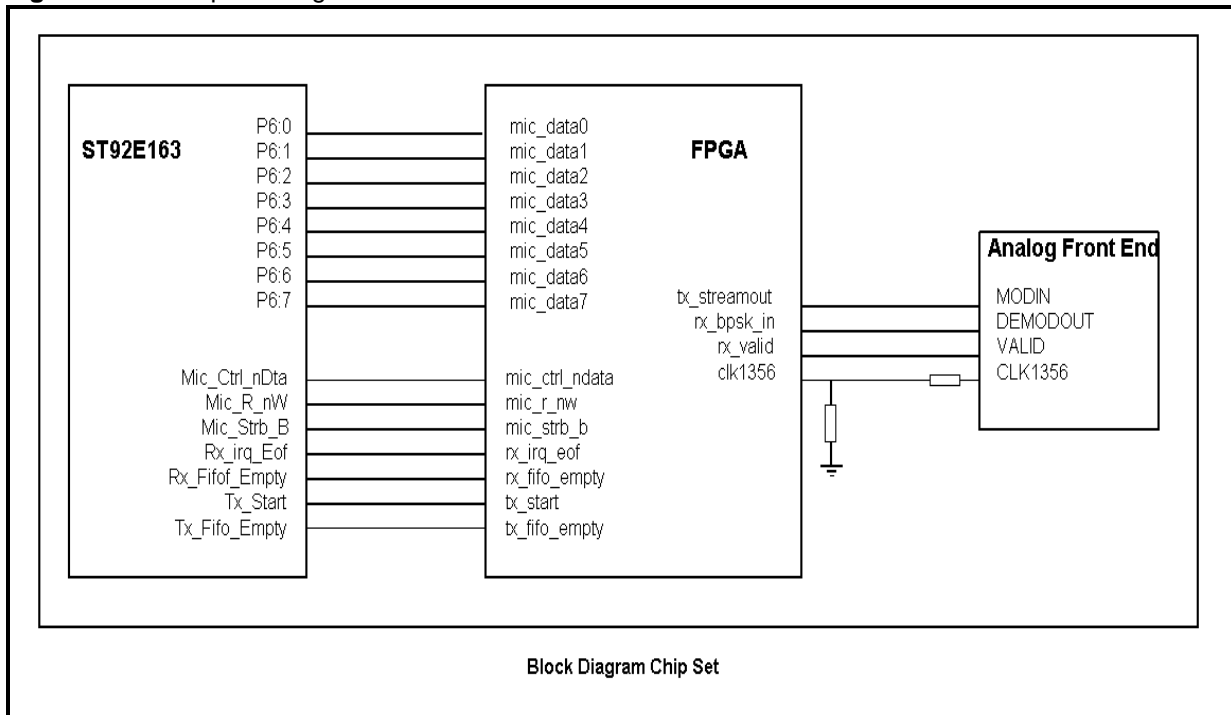 ST92E163
P6:0
P6:1
P6:2
P6:3
P6:4
P6:5
P6:6
P6:7
Mic_Ctrl_nDta
Mic_R_nW
Mic_Strb_B
Rx_irq_Eof
Rx_Fifof_Empty
Tx_Start
Tx_Fifo_Empty
FPGA
mic_data0
mic_data1
mic_data2
mic_data3
mic_data4
mic_data5
mic_data6
mic_data7
mic_ctrl_ndata
mic_r_nw
mic_strb_b
rx_irq_eof
rx_fifo_empty
tx_start
tx_fifo_empty
tx_streamout
rx_bpsk_in
rx_valid
clk1356
Analog Front End
MODIN
DEMODOUT
VALID
CLK1356
Block Diagram Chip Set